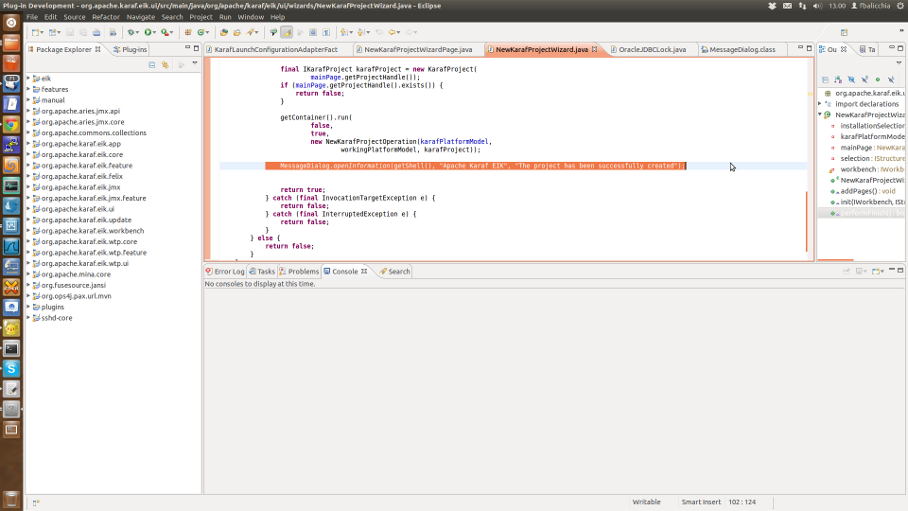 Plug-in Development - org.apache.karaf.eik.ui/src/main/java/org/apache/karaf/eik/ui/wizards/NewKarafProjectWizard.java - Eclipse
13.00
fbalicchia
File Edit Source Refactor Navigate Search Project Run Window Help
Package Explorer
Plug-ins
KarafLaunchConfigurationAdapterFact
NewKarafProjectWizardPage.java
NewKarafProjectWizard.java
Oracle.JDBCLock.java
MessageDialog.class
Ou
Ta
eik
features
manual
org.apache.aries.jmx.api
org.apache.aries.jmx.core
org.apache.commons.collections
org.apache.karaf.eik.app
org.apache.karaf.eik.core
org.apache.karaf.eik.feature
org.apache.karaf.eik.felix
org.apache.karaf.eik.jmx
org.apache.karaf.eik.jmx.feature
org.apache.karaf.eik.ui
org.apache.karaf.eik.update
org.apache.karaf.eik.workbench
org.apache.karaf.eik.wtp.core
org.apache.karaf.eik.wtp.feature
org.apache.karaf.eik.wtp.ui
org.apache.mina.core
org.fusesource.jansi
org.ops4j.pax.url.mvn
plugins
sshd-core
final IKarafProject karafProject = new KarafProject(
mainPage.getProjectHandle());
if (mainPage.getProjectHandle().exists()) {
return false;
}
getContainer().run(
false,
true,
new NewKarafProjectOperation(karafPlatformModel,
workingPlatformModel, karafProject));
MessageDialog.openInformation(getShell(), "Apache Karaf EIK", "The project has been successfully created");
return true;
} catch (final InvocationTargetException e) {
return false;
} catch (final InterruptedException e) {
return false;
}
} else {
return false;
}
org.apache.karaf.eik.
import declarations
NewKarafProjectWiza
installationSelection
karafPlatformModel
mainPage : NewKara
selection : IStructure
workbench : IWorkb
NewKarafProjectWi
addPages() : void
init(IWorkbench, ISt
performFinish() : bo
Error Log
Tasks
Problems
Console
Search
No consoles to display at this time.
Writable
Smart Insert
102 : 124